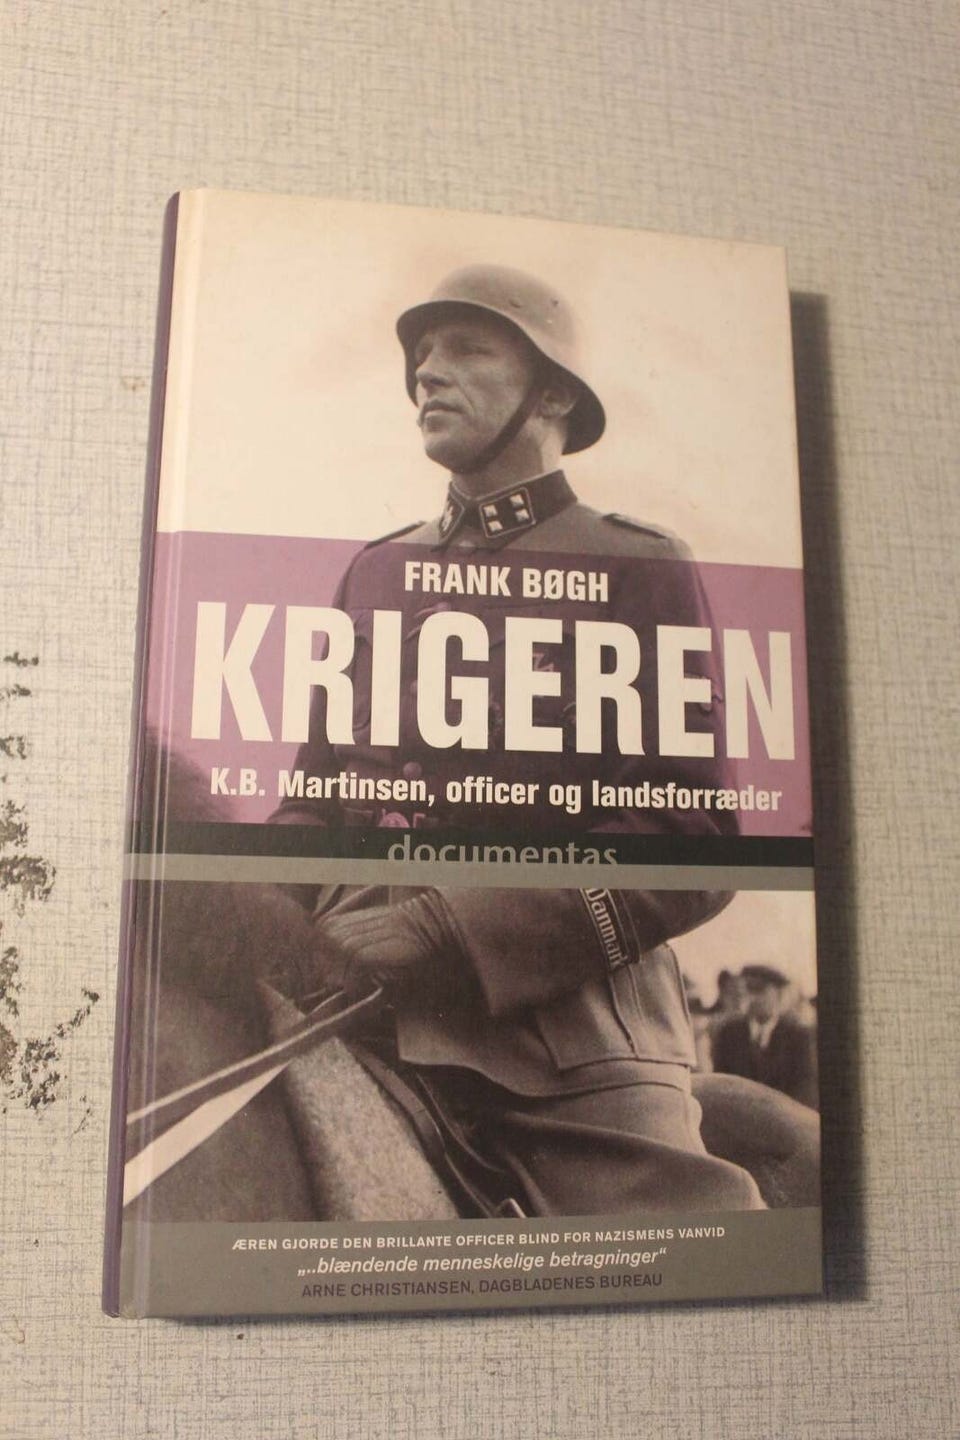 FRANK BØGH
KRIGEREN
K.B. Martinsen, officer og landsforræder
documentas
Danmark
ÆREN GJORDE DEN BRILLANTE OFFICER BLIND FOR NAZISMENS VANVID
„..blændende menneskelige betragninger“
ARNE CHRISTIANSEN, DAGBLADENES BUREAU